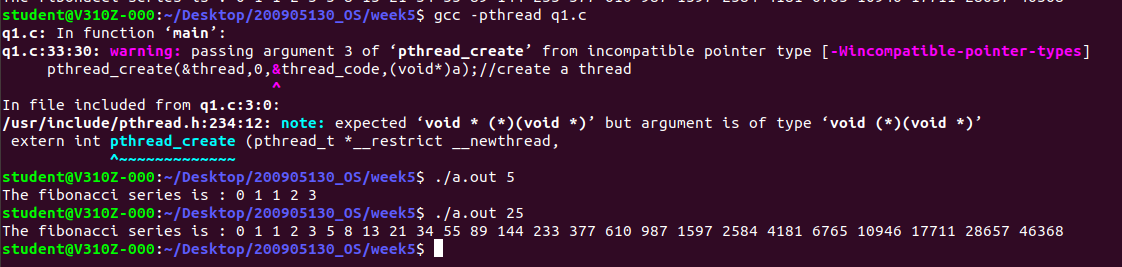 student@V310Z-000:~/Desktop/200905130_OS/week5$ gcc -pthread q1.c
q1.c: In function ‘main’:
q1.c:33:30: warning: passing argument 3 of ‘pthread_create’ from incompatible pointer type [-Wincompatible-pointer-types]
     pthread_create(&thread,0,&thread_code,(void*)a);//create a thread
                              ^
In file included from q1.c:3:0:
/usr/include/pthread.h:234:12: note: expected ‘void * (*)(void *)’ but argument is of type ‘void (*)(void *)’
 extern int pthread_create (pthread_t *__restrict __newthread,
            ^~~~~~~~~~~~~~
student@V310Z-000:~/Desktop/200905130_OS/week5$ ./a.out 5
The fibonacci series is : 0 1 1 2 3
student@V310Z-000:~/Desktop/200905130_OS/week5$ ./a.out 25
The fibonacci series is : 0 1 1 2 3 5 8 13 21 34 55 89 144 233 377 610 987 1597 2584 4181 6765 10946 17711 28657 46368
student@V310Z-000:~/Desktop/200905130_OS/week5$